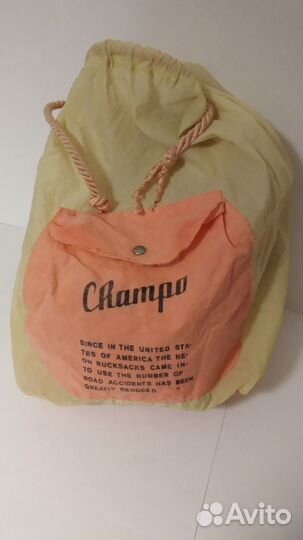 Champo
SINCE IN THE UNITED STA-
TES OF AMERICA THE NE-
ON RUCKSACKS CAME IN-
TO USE THE NUMBER OF
ROAD ACCIDENTS HAS BEEN
GREATLY REDUCED
Avito